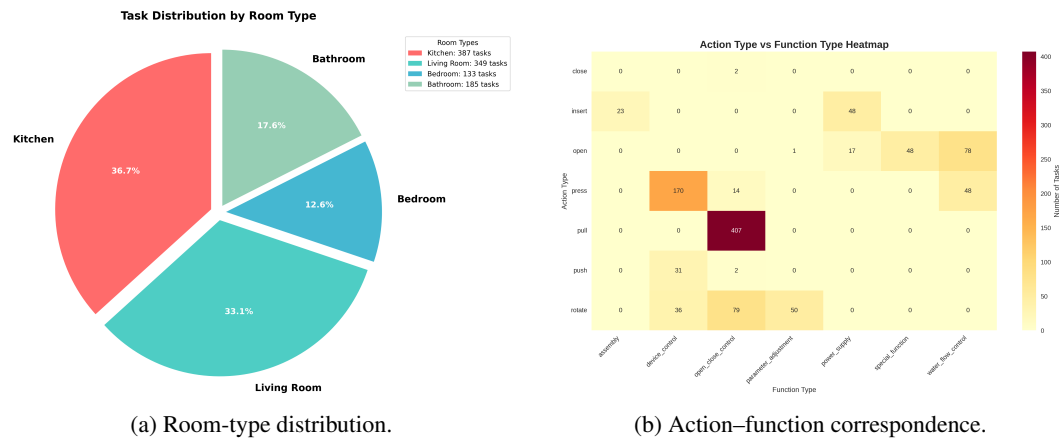 Task Distribution by Room Type
Room Types
Kitchen: 387 tasks
Living Room: 349 tasks
Bedroom: 133 tasks
Bathroom: 185 tasks
Bathroom
17.6%
Kitchen
36.7%
Bedroom
12.6%
33.1%
Living Room
(a) Room-type distribution.
Action Type vs Function Type Heatmap
Action Type
close 0 0 2 0 0 0 0
insert 23 0 0 0 48 0 0
open 0 0 0 1 17 48 78
press 0 170 14 0 0 0 48
pull 0 0 407 0 0 0 0
push 0 31 2 0 0 0 0
rotate 0 36 79 50 0 0 0
assembly
device_control
open_close_control
parameter_adjustment
power_supply
special_function
water_flow_control
Function Type
400
350
300
250
200
150
100
50
0
Number of Tasks
(b) Action–function correspondence.